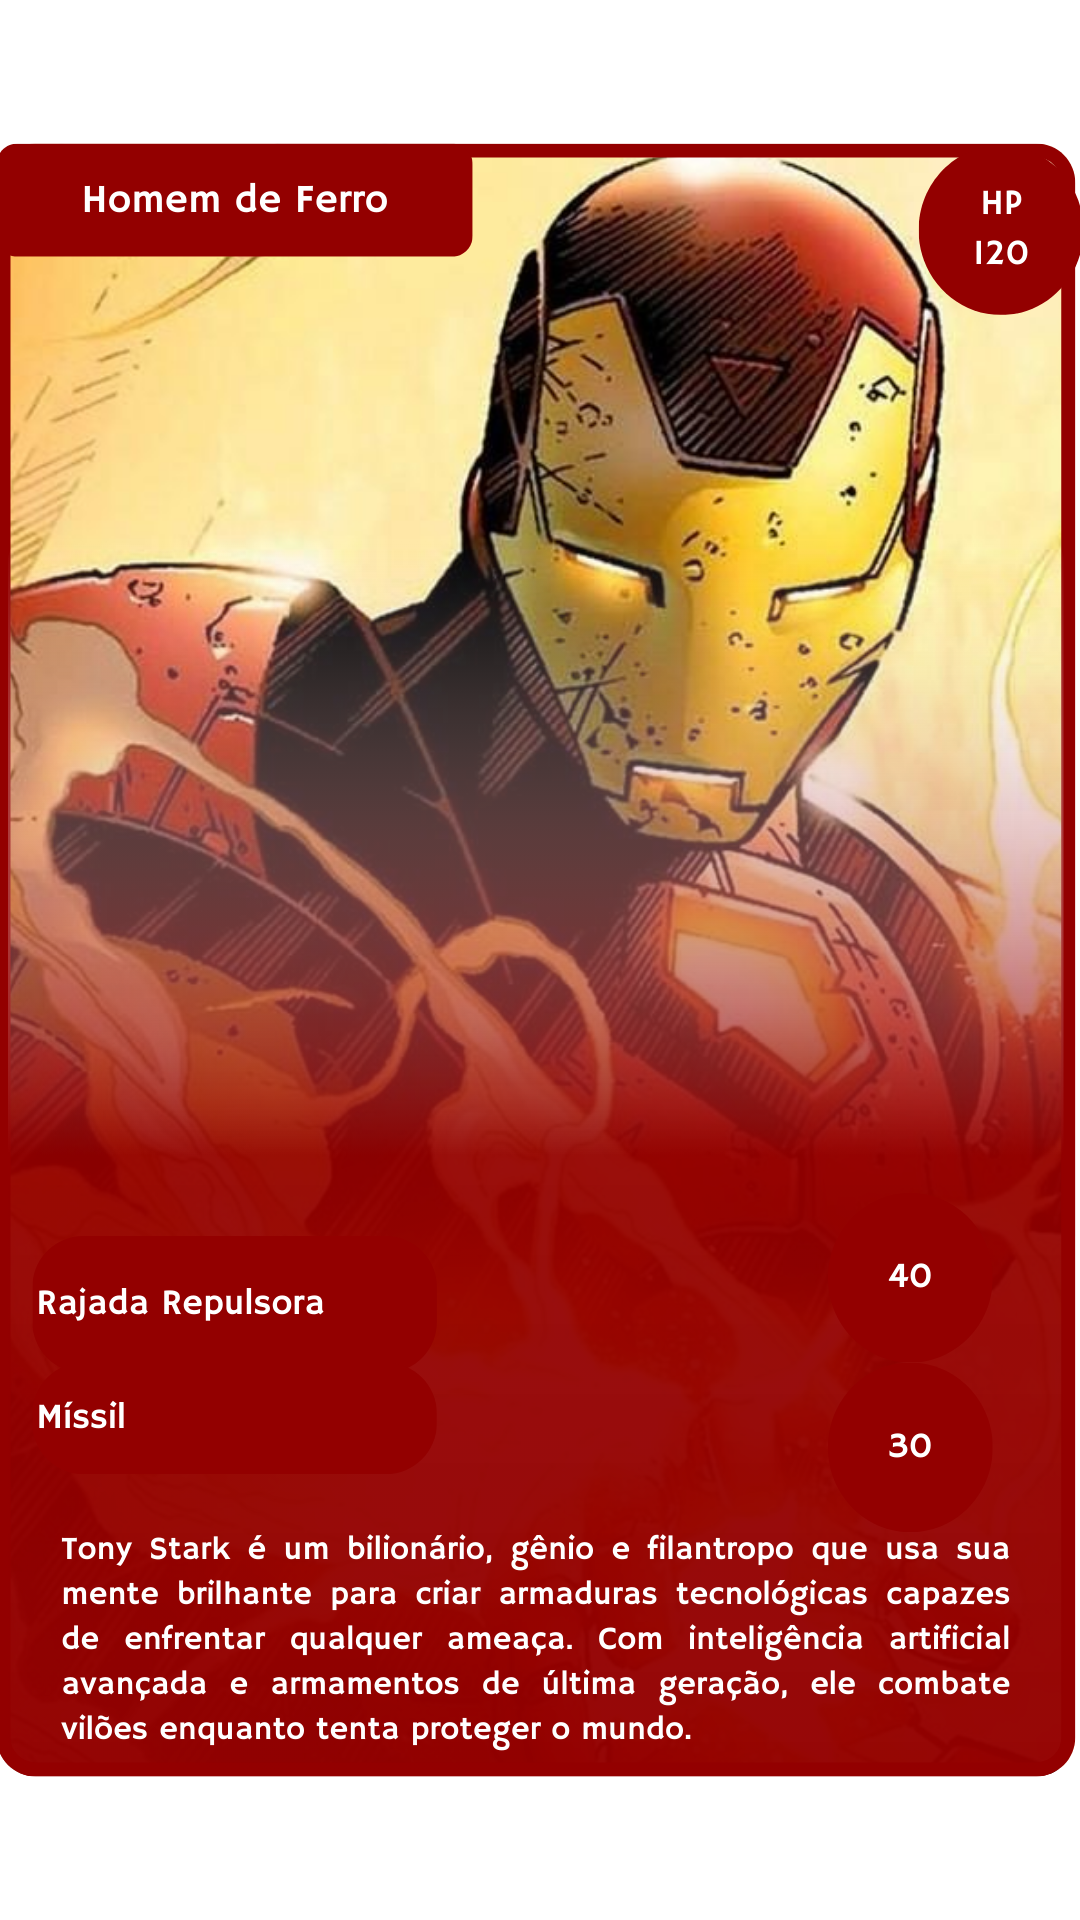 Homem de Ferro
HP
120
Rajada Repulsora
40
Míssil
30
Tony Stark é um bilionário, gênio e filantropo que usa sua
mente brilhante para criar armaduras tecnológicas capazes
de enfrentar qualquer ameaça. Com inteligência artificial
avançada e armamentos de última geração, ele combate
vilões enquanto tenta proteger o mundo.